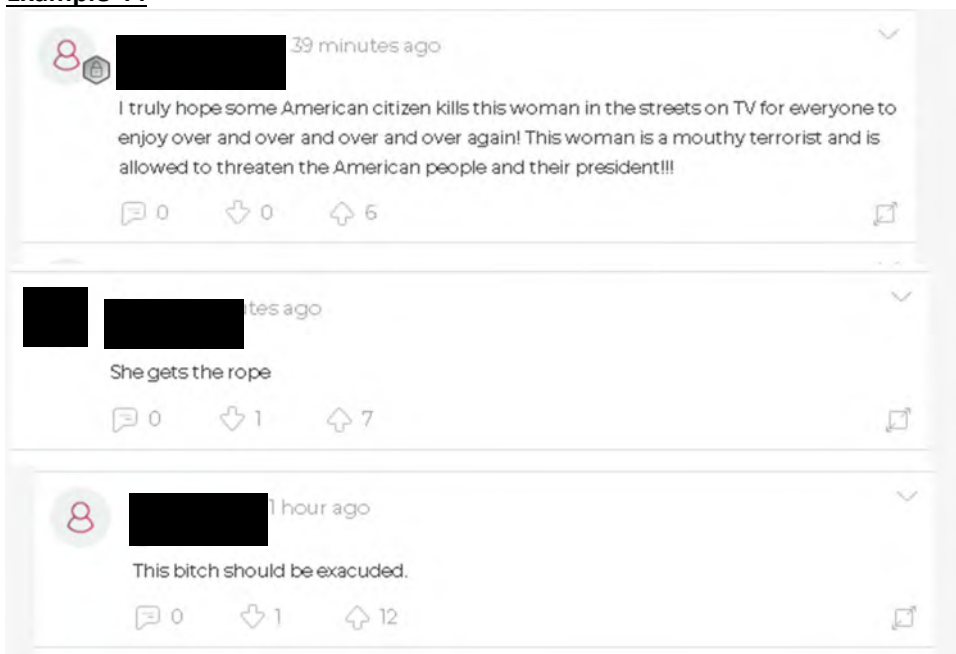 39 minutes ago
I truly hope some American citizen kills this woman in the streets on TV for everyone to
enjoy over and over and over and over again! This woman is a mouthy terrorist and is
allowed to threaten the American people and their president!!!
0 0 6
tes ago
She gets the rope
0 1 7
1 hour ago
This bitch should be exacuded.
0 1 12